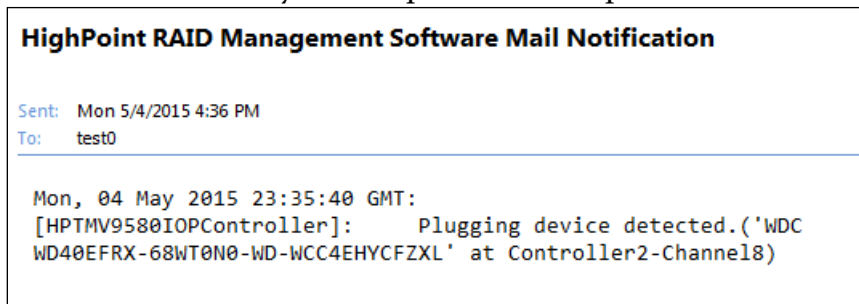 HighPoint RAID Management Software Mail Notification
Sent: Mon 5/4/2015 4:36 PM
To: test0
Mon, 04 May 2015 23:35:40 GMT:
[HPTMV9580IOPController]: Plugging device detected.('WDC
WD40EFRX-68WT0N0-WD-WCC4EHYCFZXL' at Controller2-Channel8)